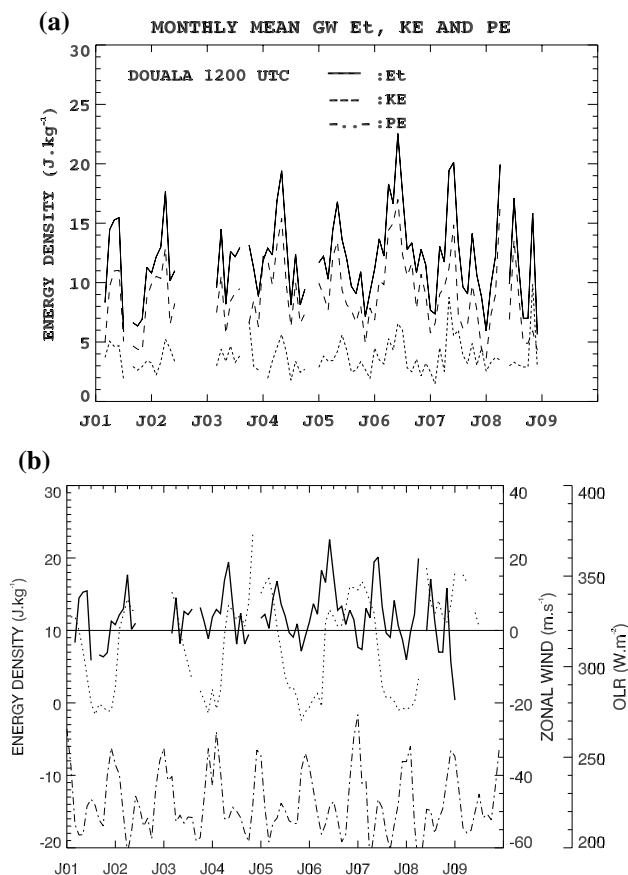 (a)
MONTHLY MEAN GW Et, KE AND PE
DOUALA 1200 UTC
:Et
:KE
:PE
ENERGY DENSITY (J.kg⁻¹)
30
25
20
15
10
5
0
J01 J02 J03 J04 J05 J06 J07 J08 J09
(b)
ENERGY DENSITY (J.kg⁻¹)
30
20
10
0
-10
-20
40
20
0
-20
-40
-60
ZONAL WIND (m.s⁻¹)
400
350
300
250
200
OLR (W.m⁻²)
J01 J02 J03 J04 J05 J06 J07 J08 J09